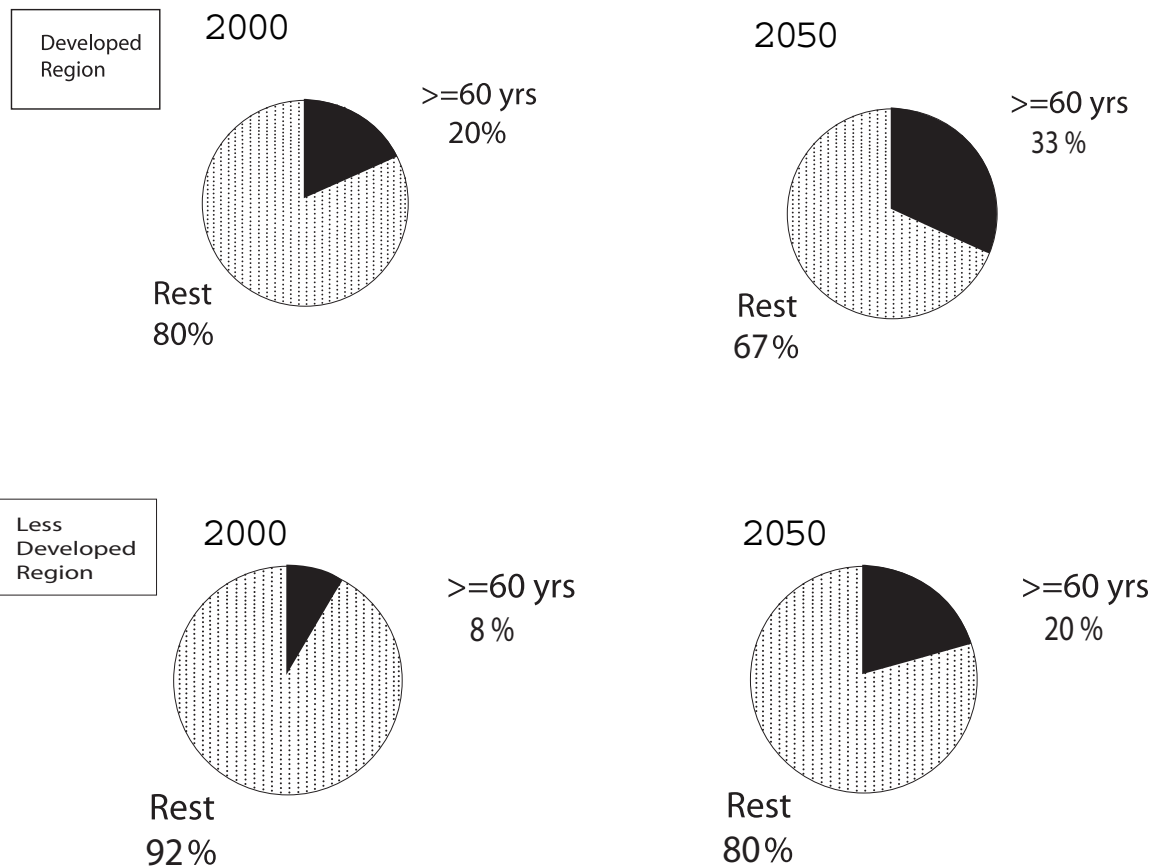 Developed
Region
2000
>=60 yrs
20%
Rest
80%
2050
>=60 yrs
33 %
Rest
67%
Less
Developed
Region
2000
>=60 yrs
8 %
Rest
92%
2050
>=60 yrs
20 %
Rest
80%